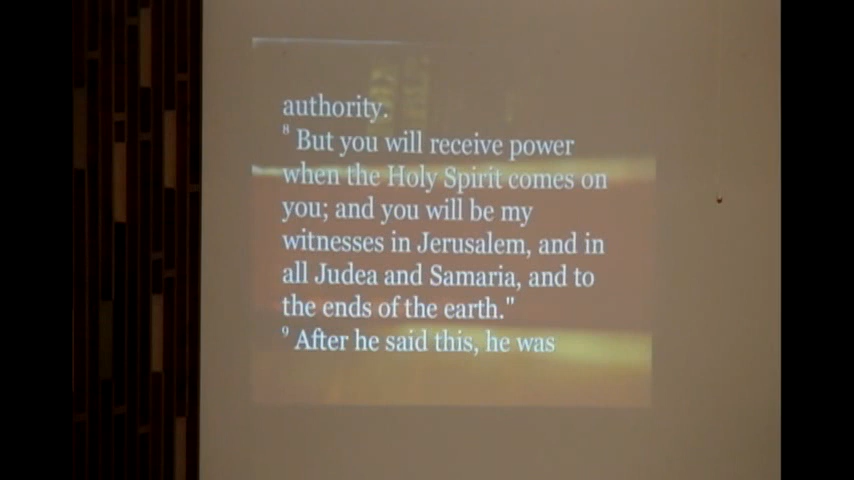 authority.
8 But you will receive power
when the Holy Spirit comes on
you; and you will be my
witnesses in Jerusalem, and in
all Judea and Samaria, and to
the ends of the earth."
9 After he said this, he was